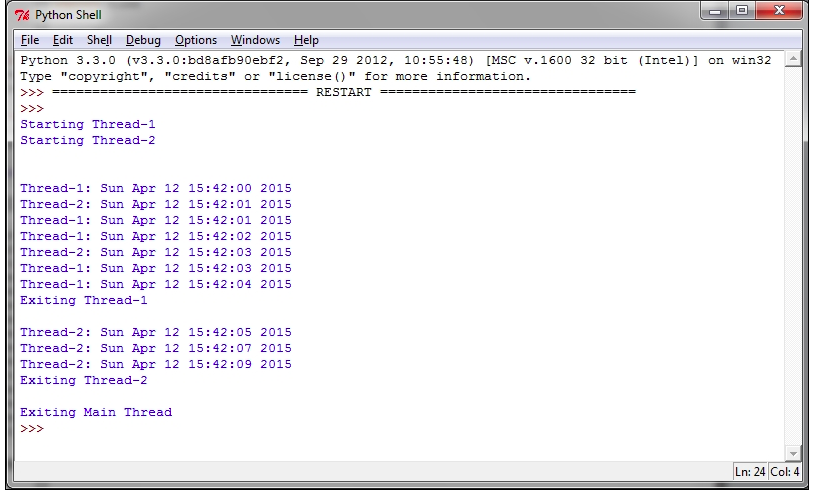 Python Shell
File Edit Shell Debug Options Windows Help
Python 3.3.0 (v3.3.0:bd8afb90ebf2, Sep 29 2012, 10:55:48) [MSC v.1600 32 bit (Intel)] on win32
Type "copyright", "credits" or "license()" for more information.
>>> ================================ RESTART ================================
>>>
Starting Thread-1
Starting Thread-2
Thread-1: Sun Apr 12 15:42:00 2015
Thread-2: Sun Apr 12 15:42:01 2015
Thread-1: Sun Apr 12 15:42:01 2015
Thread-1: Sun Apr 12 15:42:02 2015
Thread-2: Sun Apr 12 15:42:03 2015
Thread-1: Sun Apr 12 15:42:03 2015
Thread-1: Sun Apr 12 15:42:04 2015
Exiting Thread-1
Thread-2: Sun Apr 12 15:42:05 2015
Thread-2: Sun Apr 12 15:42:07 2015
Thread-2: Sun Apr 12 15:42:09 2015
Exiting Thread-2
Exiting Main Thread
>>>
Ln: 24 Col: 4